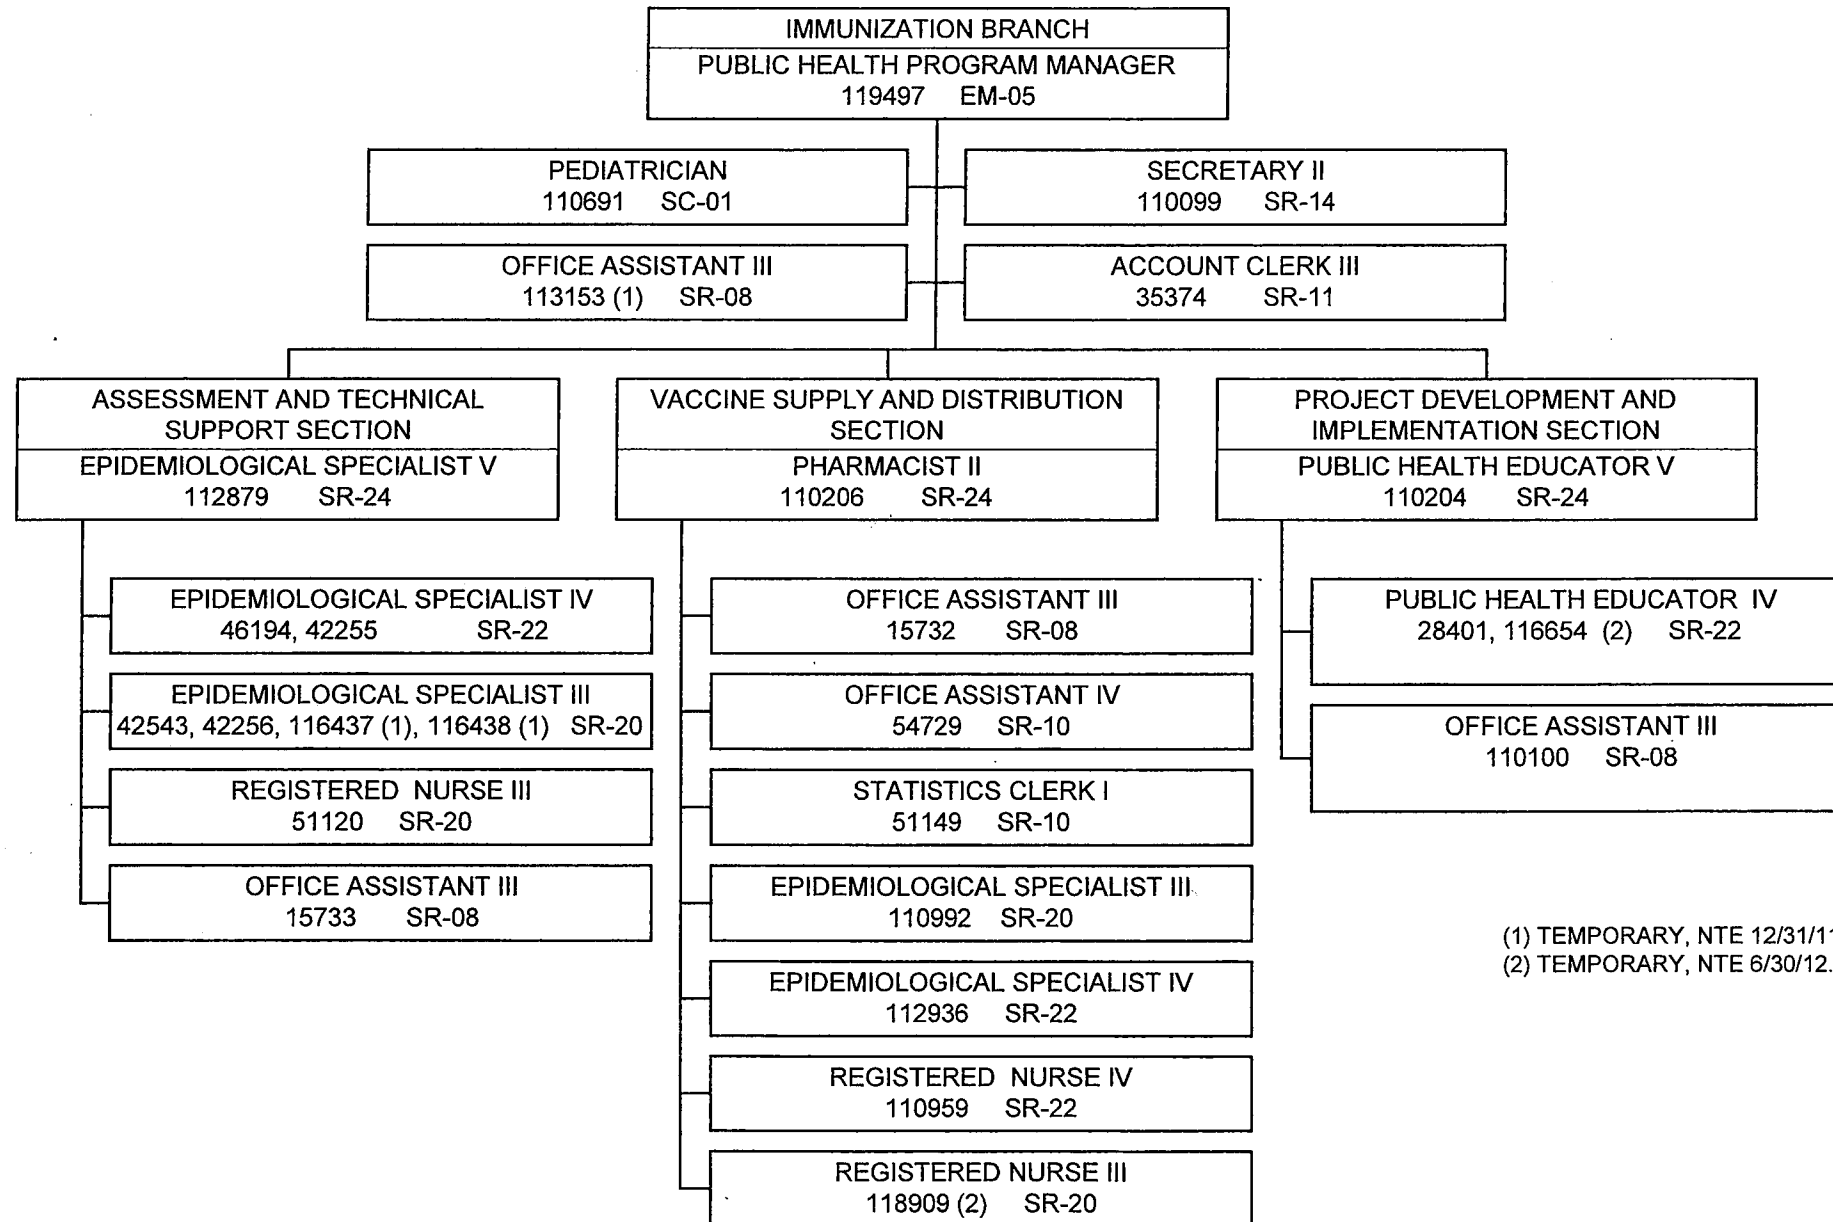 IMMUNIZATION BRANCH
PUBLIC HEALTH PROGRAM MANAGER
119497 EM-05
PEDIATRICIAN
110691 SC-01
SECRETARY II
110099 SR-14
OFFICE ASSISTANT III
113153 (1) SR-08
ACCOUNT CLERK III
35374 SR-11
ASSESSMENT AND TECHNICAL
SUPPORT SECTION
EPIDEMIOLOGICAL SPECIALIST V
112879 SR-24
EPIDEMIOLOGICAL SPECIALIST IV
46194, 42255 SR-22
EPIDEMIOLOGICAL SPECIALIST III
42543, 42256, 116437 (1), 116438 (1) SR-20
REGISTERED NURSE III
51120 SR-20
OFFICE ASSISTANT III
15733 SR-08
VACCINE SUPPLY AND DISTRIBUTION
SECTION
PHARMACIST II
110206 SR-24
OFFICE ASSISTANT III
15732 SR-08
OFFICE ASSISTANT IV
54729 SR-10
STATISTICS CLERK I
51149 SR-10
EPIDEMIOLOGICAL SPECIALIST III
110992 SR-20
EPIDEMIOLOGICAL SPECIALIST IV
112936 SR-22
REGISTERED NURSE IV
110959 SR-22
REGISTERED NURSE III
118909 (2) SR-20
PROJECT DEVELOPMENT AND
IMPLEMENTATION SECTION
PUBLIC HEALTH EDUCATOR V
110204 SR-24
PUBLIC HEALTH EDUCATOR IV
28401, 116654 (2) SR-22
OFFICE ASSISTANT III
110100 SR-08
(1) TEMPORARY, NTE 12/31/11
(2) TEMPORARY, NTE 6/30/12.